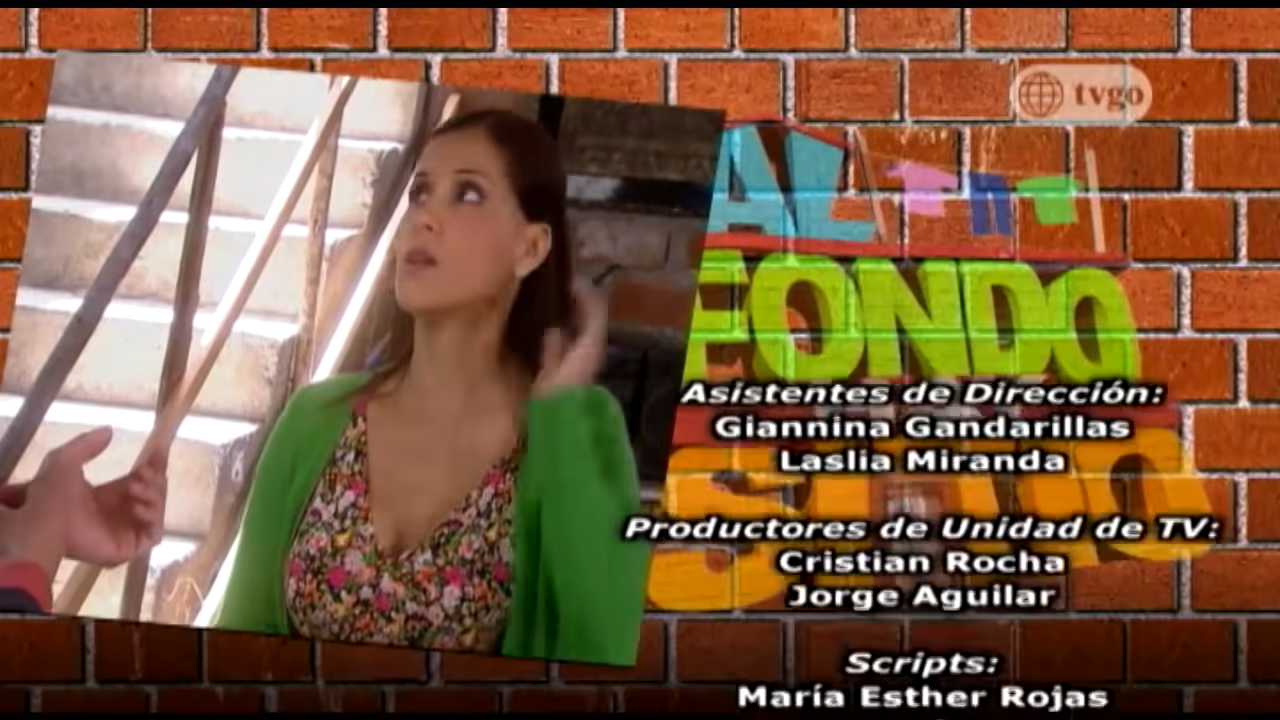 tvgo
AL
FONDO
Asistentes de Dirección:
Giannina Gandarillas
Laslia Miranda
Productores de Unidad de TV:
Cristian Rocha
Jorge Aguilar
Scripts:
María Esther Rojas